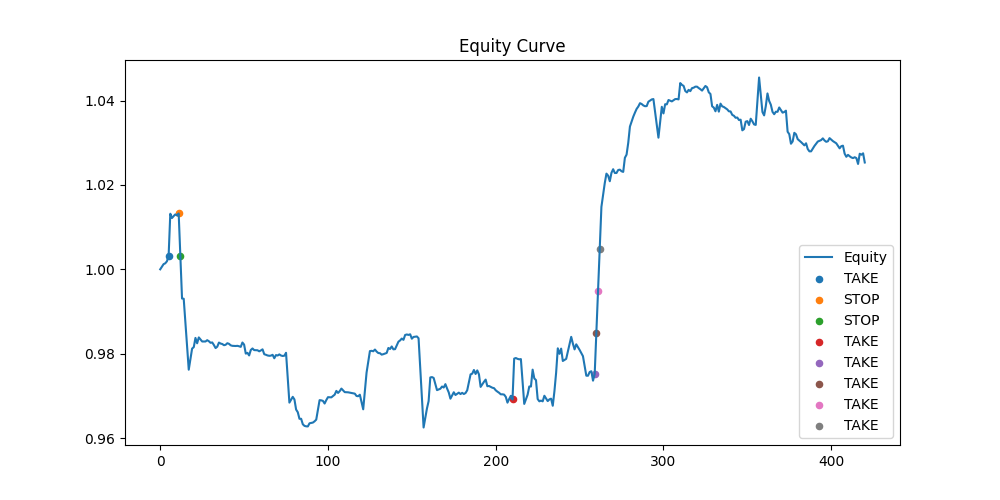 Equity Curve
1.04
1.02
1.00
0.98
0.96
0
100
200
300
400
Equity
TAKE
STOP
STOP
TAKE
TAKE
TAKE
TAKE
TAKE